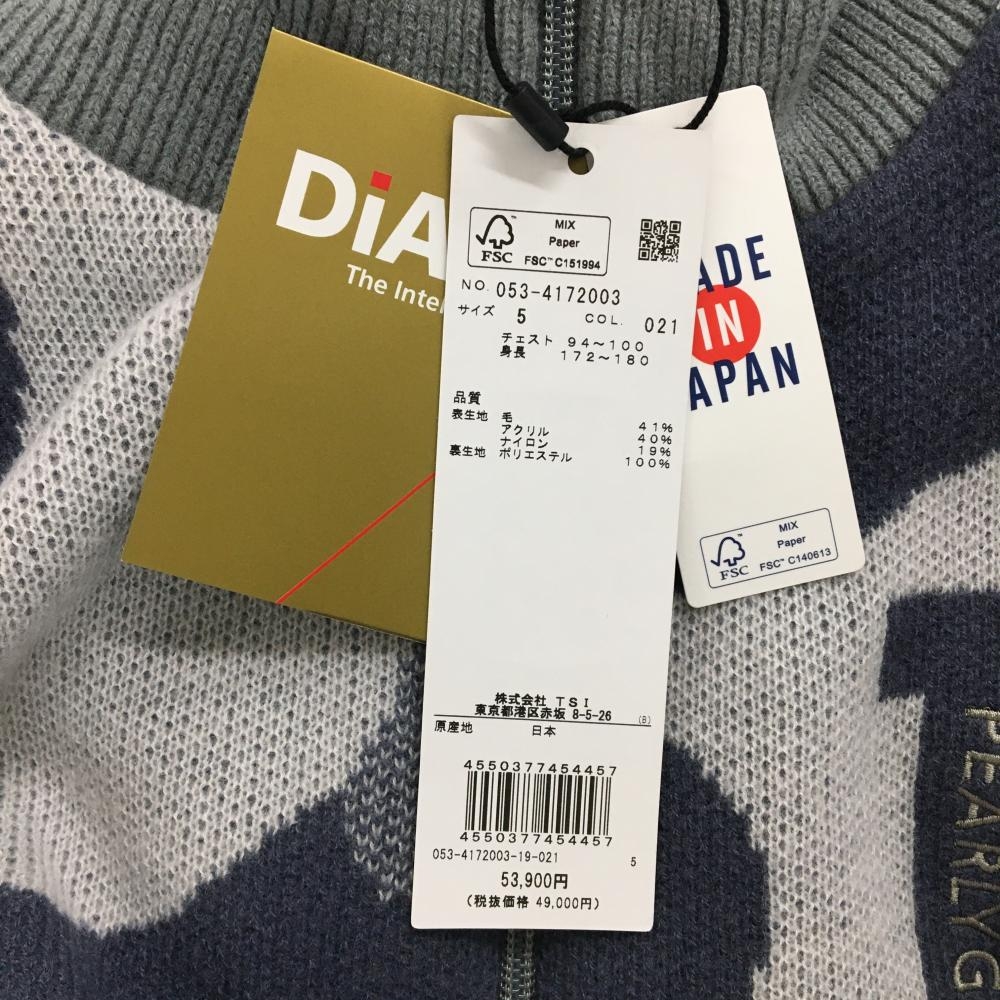 DiA
The Inter
MIX
Paper
FSC
FSC™ C151994
NO. 053-4172003
サイズ 5 COL. 021
チェスト 94〜100
身長 172〜180
品質
表生地 毛 41%
アクリル 40%
ナイロン 19%
裏生地 ポリエステル 100%
株式会社 TSI
東京都港区赤坂 8-5-26 (B)
原産地 日本
4550377454457
4550377454457
053-4172003-19-021 5
53,900円
(税抜価格 49,000円)
ADE
IN
APAN
MIX
Paper
FSC
FSC™ C140613
PEARLYG